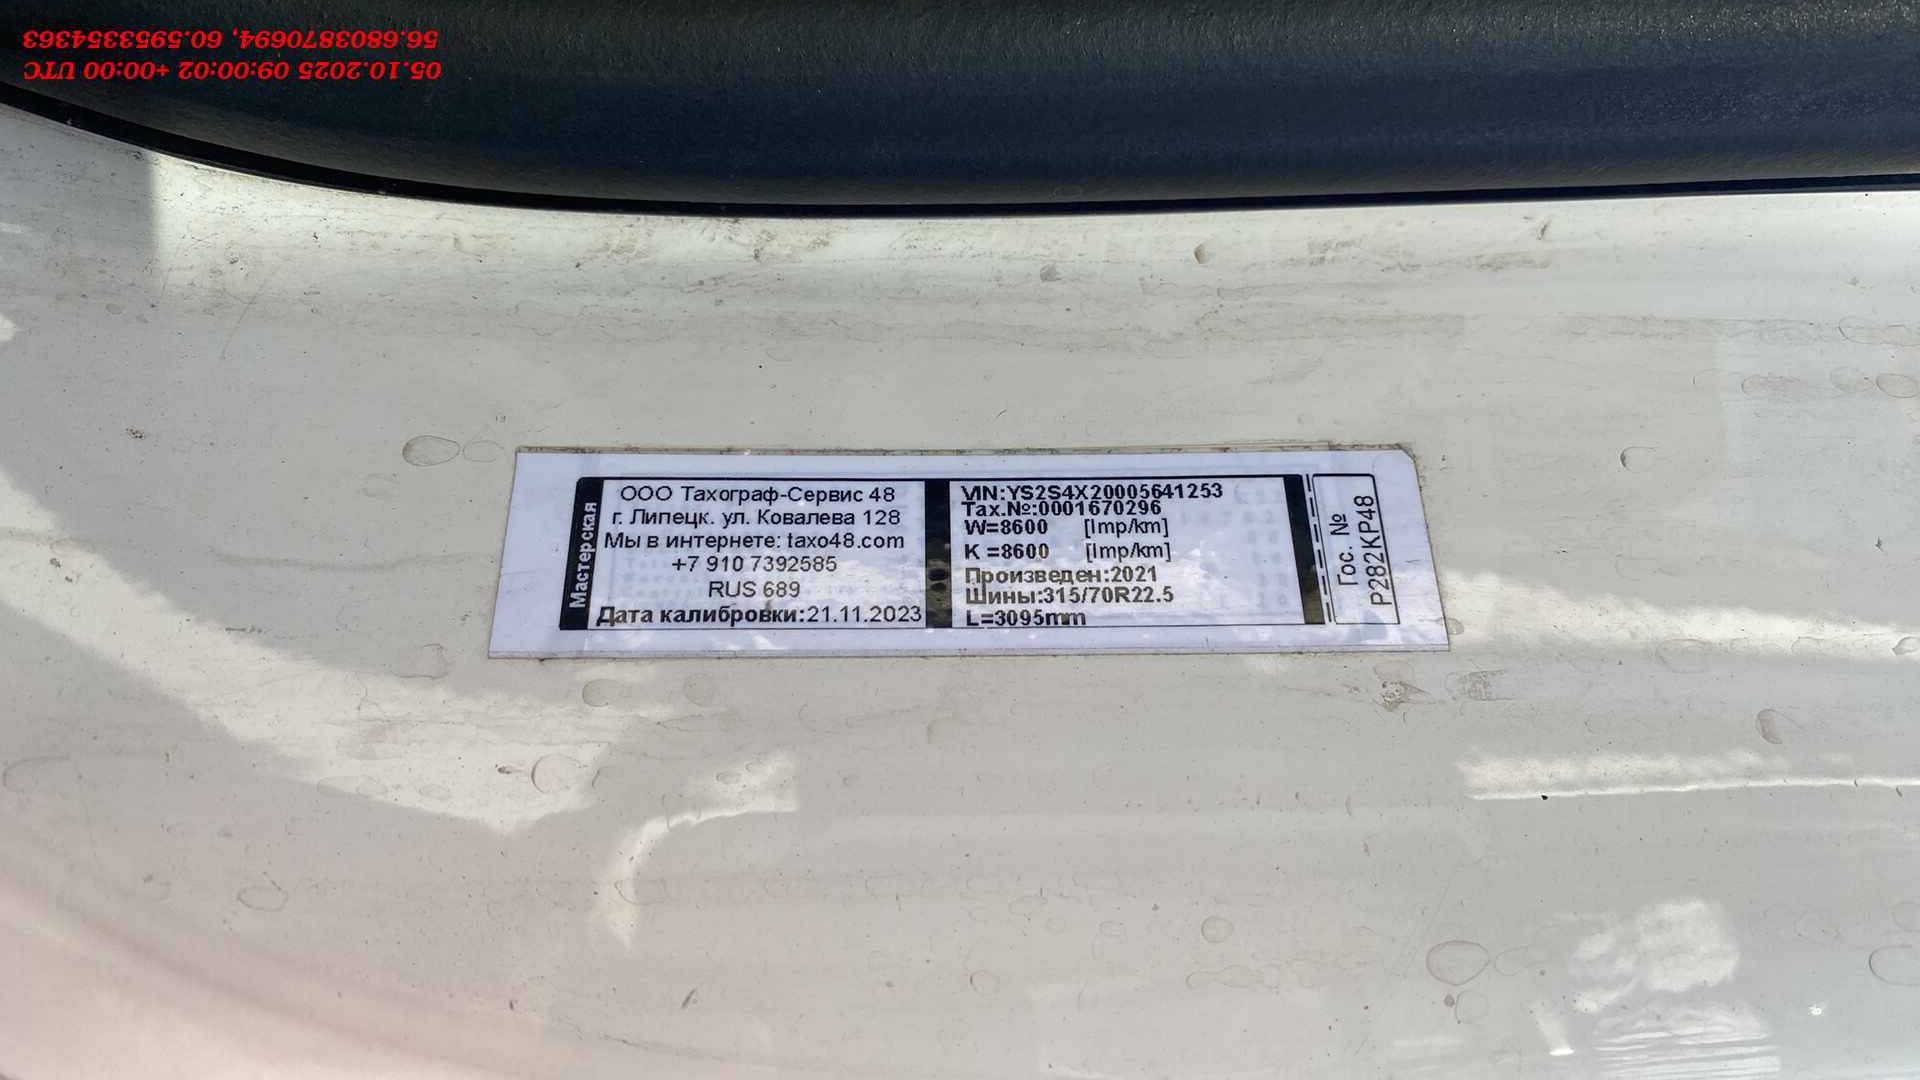 56.6803870694, 60.5953354363
05.10.2025 09:00:02 +00:00 UTC
Мастерская
ООО Тахограф-Сервис 48
г. Липецк. ул. Ковалева 128
Мы в интернете: taxo48.com
+7 910 7392585
RUS 689
Дата калибровки:21.11.2023
VIN:YS2S4X20005641253
Тах.№:0001670296
W=8600 [Imp/km]
K =8600 [Imp/km]
Произведен:2021
Шины:315/70R22.5
L=3095mm
Гос. №
Р282КР48